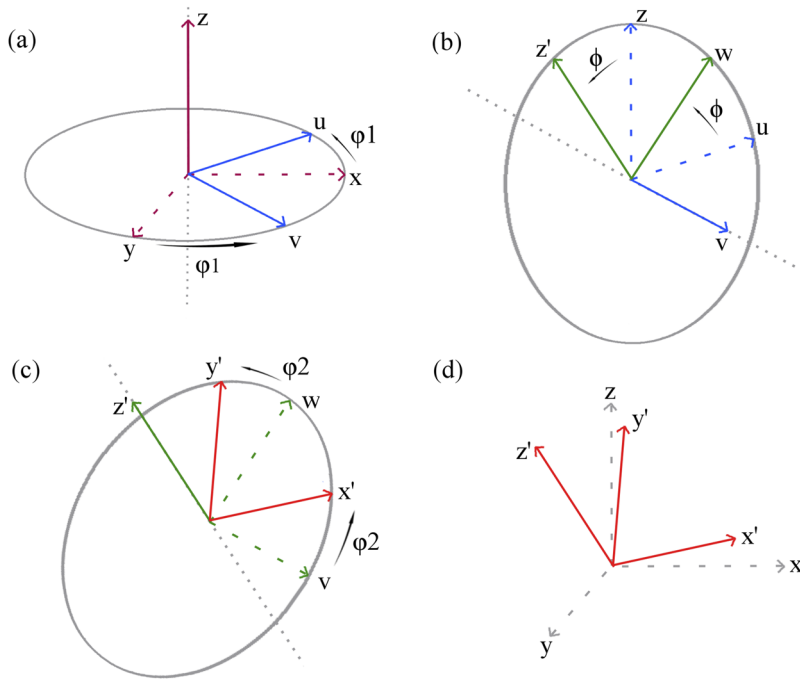 (a)
z
u
φ1
x
y
v
φ1
(b)
z
z'
w
ϕ
ϕ
u
v
(c)
y'
φ2
z'
w
x'
φ2
v
(d)
z
y'
z'
x'
x
y